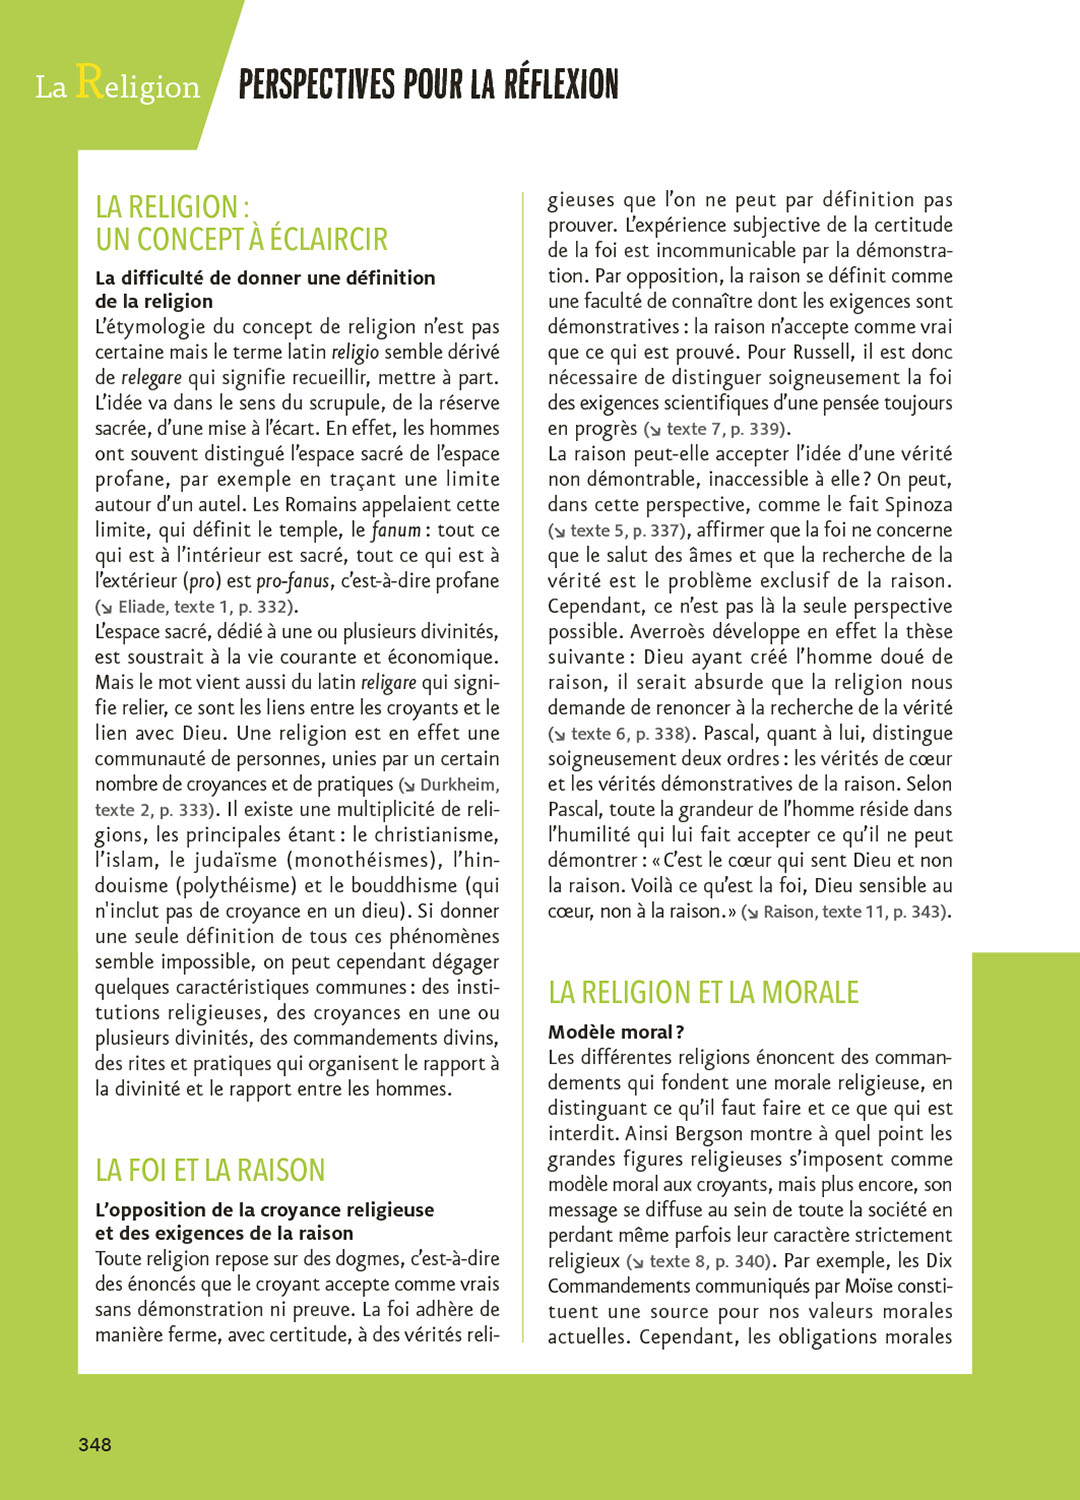 La Religion
PERSPECTIVES POUR LA RÉFLEXION
LA RELIGION :
UN CONCEPT À ÉCLAIRCIR
La difficulté de donner une définition
de la religion
L’étymologie du concept de religion n’est pas
certaine mais le terme latin religio semble dérivé
de relegare qui signifie recueillir, mettre à part.
L’idée va dans le sens du scrupule, de la réserve
sacrée, d’une mise à l’écart. En effet, les hommes
ont souvent distingué l’espace sacré de l’espace
profane, par exemple en traçant une limite
autour d’un autel. Les Romains appelaient cette
limite, qui définit le temple, le fanum : tout ce
qui est à l’intérieur est sacré, tout ce qui est à
l’extérieur (pro) est pro-fanus, c’est-à-dire profane
(↘ Eliade, texte 1, p. 332).
L’espace sacré, dédié à une ou plusieurs divinités,
est soustrait à la vie courante et économique.
Mais le mot vient aussi du latin religare qui signi-
fie relier, ce sont les liens entre les croyants et le
lien avec Dieu. Une religion est en effet une
communauté de personnes, unies par un certain
nombre de croyances et de pratiques (↘ Durkheim,
texte 2, p. 333). Il existe une multiplicité de reli-
gions, les principales étant : le christianisme,
l’islam, le judaïsme (monothéismes), l’hin-
douisme (polythéisme) et le bouddhisme (qui
n'inclut pas de croyance en un dieu). Si donner
une seule définition de tous ces phénomènes
semble impossible, on peut cependant dégager
quelques caractéristiques communes : des insti-
tutions religieuses, des croyances en une ou
plusieurs divinités, des commandements divins,
des rites et pratiques qui organisent le rapport à
la divinité et le rapport entre les hommes.
LA FOI ET LA RAISON
L’opposition de la croyance religieuse
et des exigences de la raison
Toute religion repose sur des dogmes, c’est-à-dire
des énoncés que le croyant accepte comme vrais
sans démonstration ni preuve. La foi adhère de
manière ferme, avec certitude, à des vérités reli-
gieuses que l’on ne peut par définition pas
prouver. L’expérience subjective de la certitude
de la foi est incommunicable par la démonstra-
tion. Par opposition, la raison se définit comme
une faculté de connaître dont les exigences sont
démonstratives : la raison n’accepte comme vrai
que ce qui est prouvé. Pour Russell, il est donc
nécessaire de distinguer soigneusement la foi
des exigences scientifiques d’une pensée toujours
en progrès (↘ texte 7, p. 339).
La raison peut-elle accepter l’idée d’une vérité
non démontrable, inaccessible à elle ? On peut,
dans cette perspective, comme le fait Spinoza
(↘ texte 5, p. 337), affirmer que la foi ne concerne
que le salut des âmes et que la recherche de la
vérité est le problème exclusif de la raison.
Cependant, ce n’est pas là la seule perspective
possible. Averroès développe en effet la thèse
suivante : Dieu ayant créé l’homme doué de
raison, il serait absurde que la religion nous
demande de renoncer à la recherche de la vérité
(↘ texte 6, p. 338). Pascal, quant à lui, distingue
soigneusement deux ordres : les vérités de cœur
et les vérités démonstratives de la raison. Selon
Pascal, toute la grandeur de l’homme réside dans
l’humilité qui lui fait accepter ce qu’il ne peut
démontrer : « C’est le cœur qui sent Dieu et non
la raison. Voilà ce qu’est la foi, Dieu sensible au
cœur, non à la raison. » (↘ Raison, texte 11, p. 343).
LA RELIGION ET LA MORALE
Modèle moral ?
Les différentes religions énoncent des comman-
dements qui fondent une morale religieuse, en
distinguant ce qu’il faut faire et ce que qui est
interdit. Ainsi Bergson montre à quel point les
grandes figures religieuses s’imposent comme
modèle moral aux croyants, mais plus encore, son
message se diffuse au sein de toute la société en
perdant même parfois leur caractère strictement
religieux (↘ texte 8, p. 340). Par exemple, les Dix
Commandements communiqués par Moïse consti-
tuent une source pour nos valeurs morales
actuelles. Cependant, les obligations morales
348